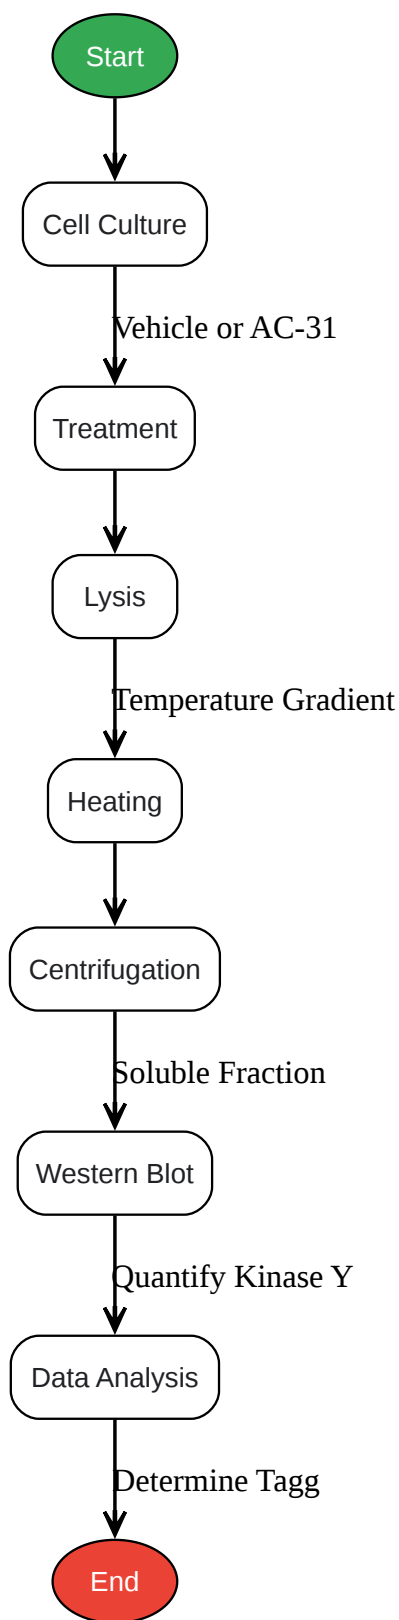 Start
Cell Culture
Vehicle or AC-31
Treatment
Lysis
Temperature Gradient
Heating
Centrifugation
Soluble Fraction
Western Blot
Quantify Kinase Y
Data Analysis
Determine Tagg
End